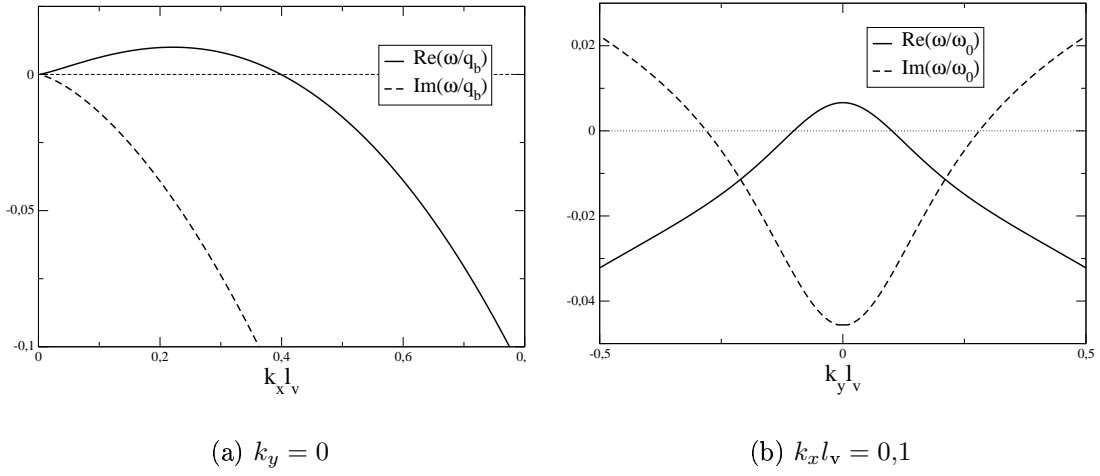 Re(ω/q_b)
Im(ω/q_b)
0
-0,05
-0,1
0 0,2 0,4 0,6 0,
k_x l_v
(a) k_y = 0
Re(ω/ω_0)
Im(ω/ω_0)
0,02
0
-0,02
-0,04
-0,5 0 0,5
k_y l_v
(b) k_x l_v = 0,1